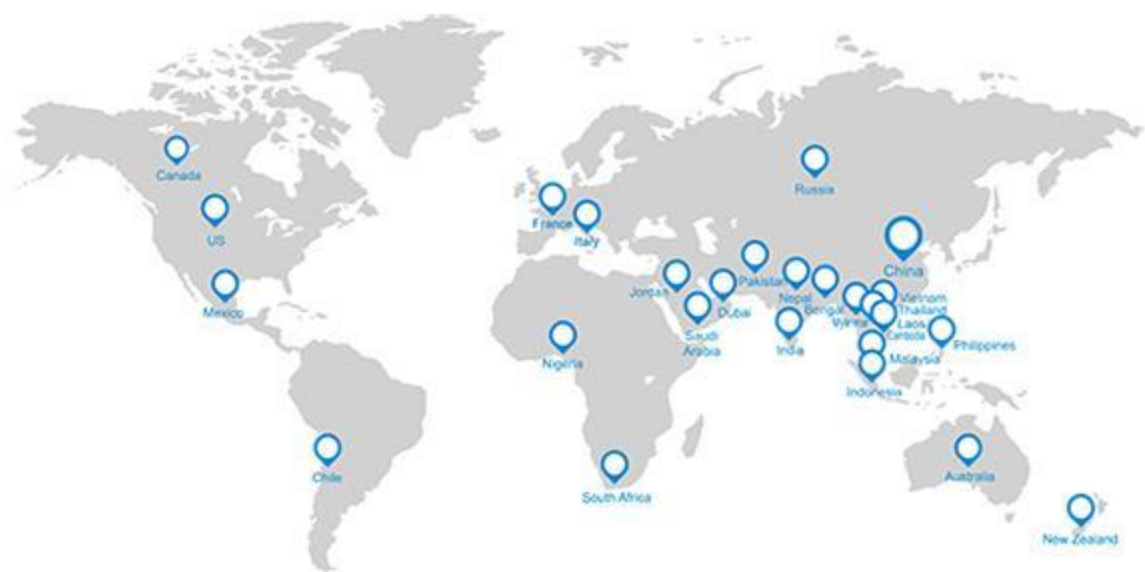 Canada
US
Mexico
Chile
France
Italy
Nigeria
South Africa
Jordan
Saudi
Arabia
Dubai
Pakistan
Nepal
Bengal
India
Russia
China
Vietnam
Thailand
Laos
Malaysia
Indonesia
Philippines
Australia
New Zealand